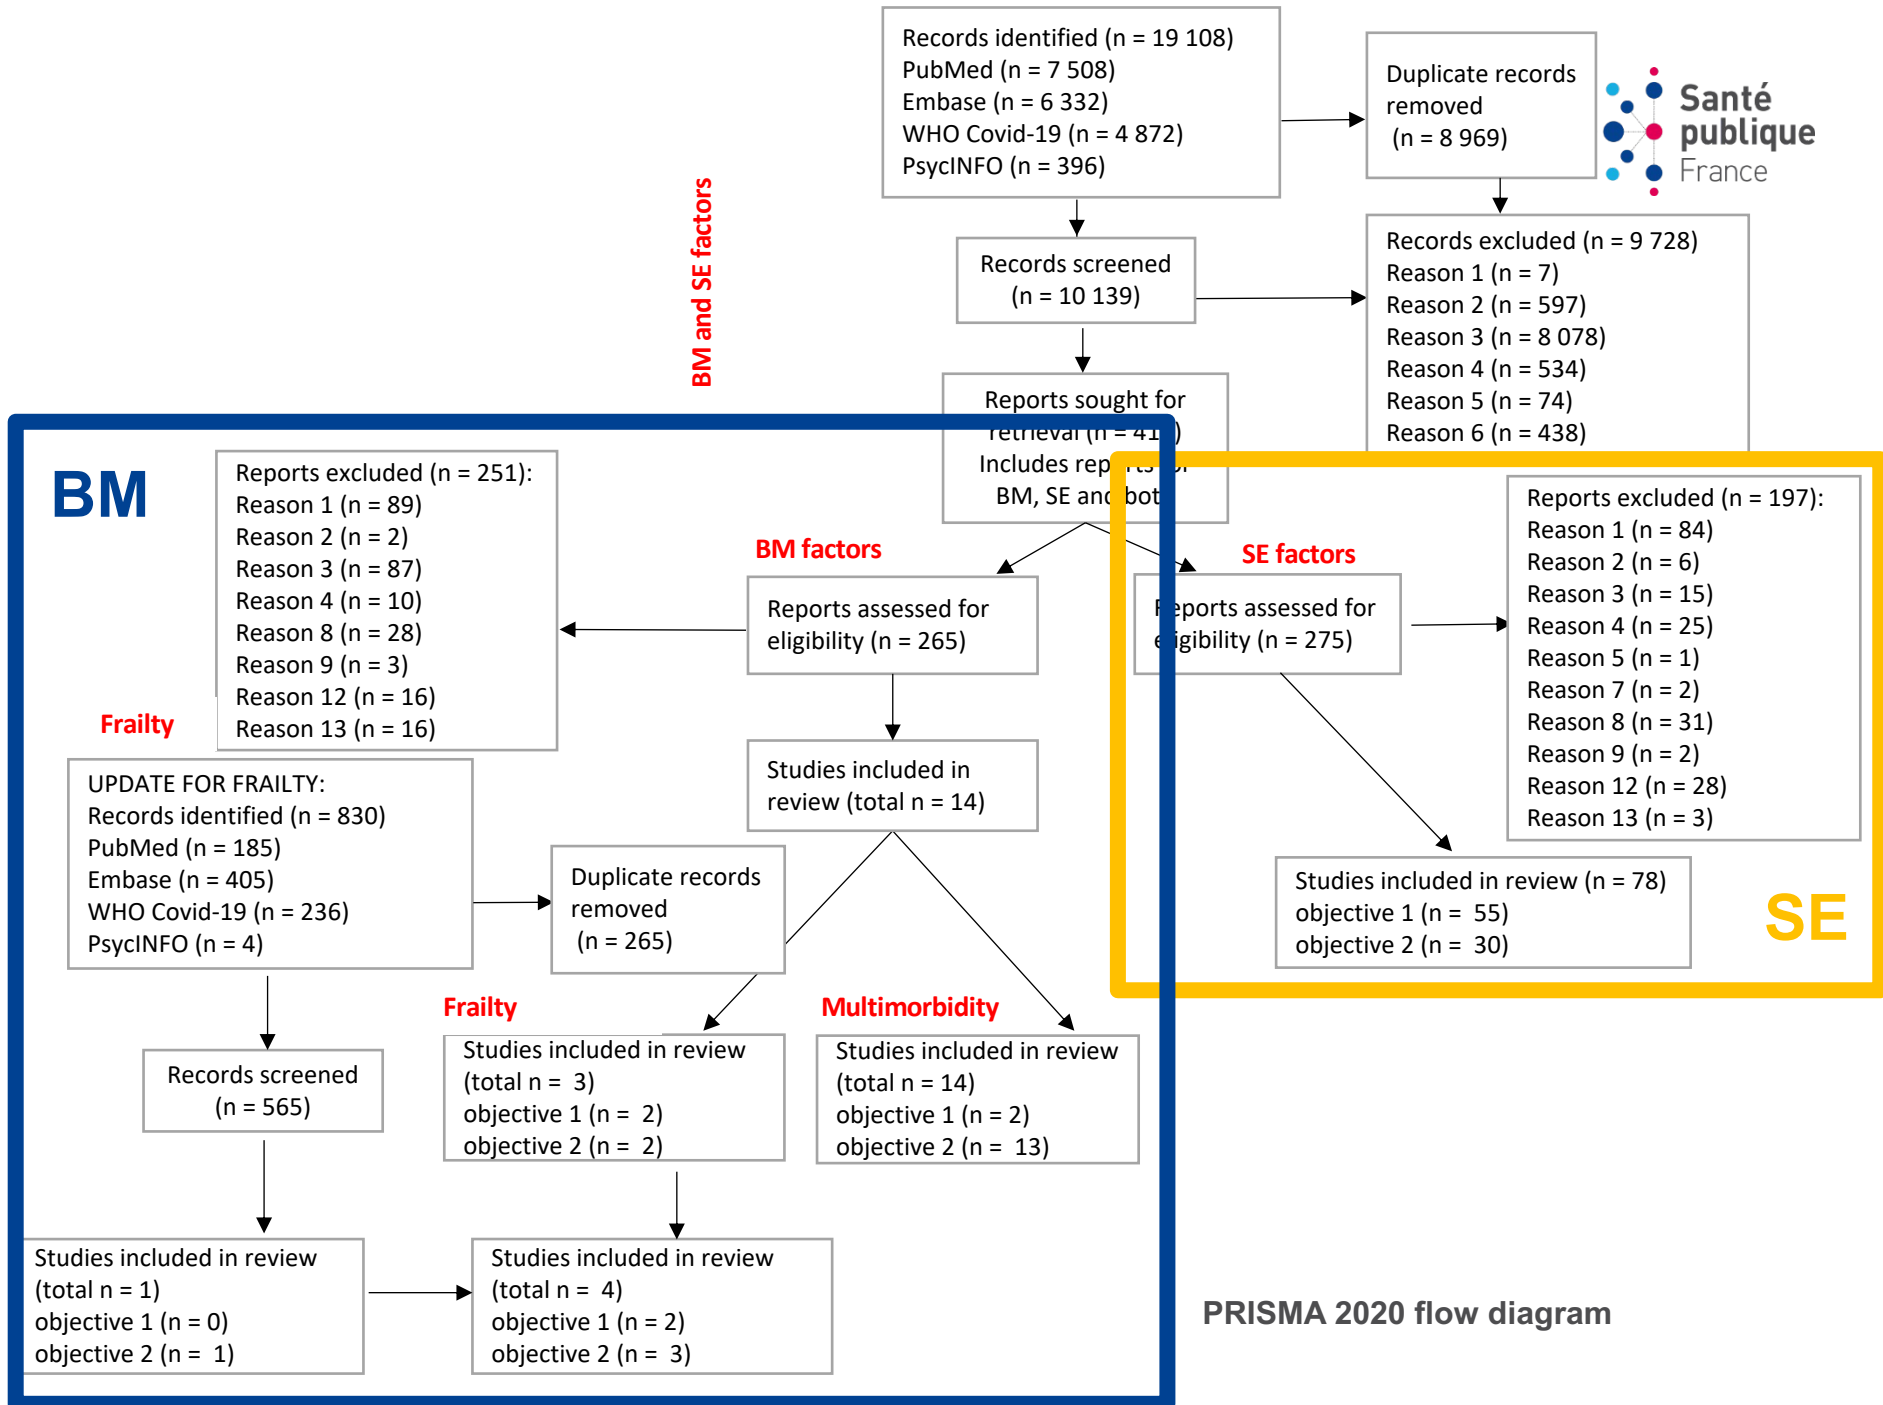 Records identified (n = 19 108)
PubMed (n = 7 508)
Embase (n = 6 332)
WHO Covid-19 (n = 4 872)
PsycINFO (n = 396)
Duplicate records
removed
(n = 8 969)
Santé
publique
France
BM and SE factors
Records screened
(n = 10 139)
Records excluded (n = 9 728)
Reason 1 (n = 7)
Reason 2 (n = 597)
Reason 3 (n = 8 078)
Reason 4 (n = 534)
Reason 5 (n = 74)
Reason 6 (n = 438)
Reports sought for
retrieval (n = 41
Includes reports
BM, SE and
BM
Reports excluded (n = 251):
Reason 1 (n = 89)
Reason 2 (n = 2)
Reason 3 (n = 87)
Reason 4 (n = 10)
Reason 8 (n = 28)
Reason 9 (n = 3)
Reason 12 (n = 16)
Reason 13 (n = 16)
BM factors
Reports assessed for
eligibility (n = 265)
SE factors
Reports assessed for
eligibility (n = 275)
Reports excluded (n = 197):
Reason 1 (n = 84)
Reason 2 (n = 6)
Reason 3 (n = 15)
Reason 4 (n = 25)
Reason 5 (n = 1)
Reason 7 (n = 2)
Reason 8 (n = 31)
Reason 9 (n = 2)
Reason 12 (n = 28)
Reason 13 (n = 3)
Studies included in review (n = 78)
objective 1 (n =  55)
objective 2 (n =  30)
SE
Frailty
UPDATE FOR FRAILTY:
Records identified (n = 830)
PubMed (n = 185)
Embase (n = 405)
WHO Covid-19 (n = 236)
PsycINFO (n = 4)
Duplicate records
removed
(n = 265)
Studies included in
review (total n = 14)
Records screened
(n = 565)
Frailty
Studies included in review
(total n =  3)
objective 1 (n =  2)
objective 2 (n =  2)
Multimorbidity
Studies included in review
(total n = 14)
objective 1 (n = 2)
objective 2 (n =  13)
Studies included in review
(total n = 1)
objective 1 (n = 0)
objective 2 (n =  1)
Studies included in review
(total n =  4)
objective 1 (n = 2)
objective 2 (n =  3)
PRISMA 2020 flow diagram